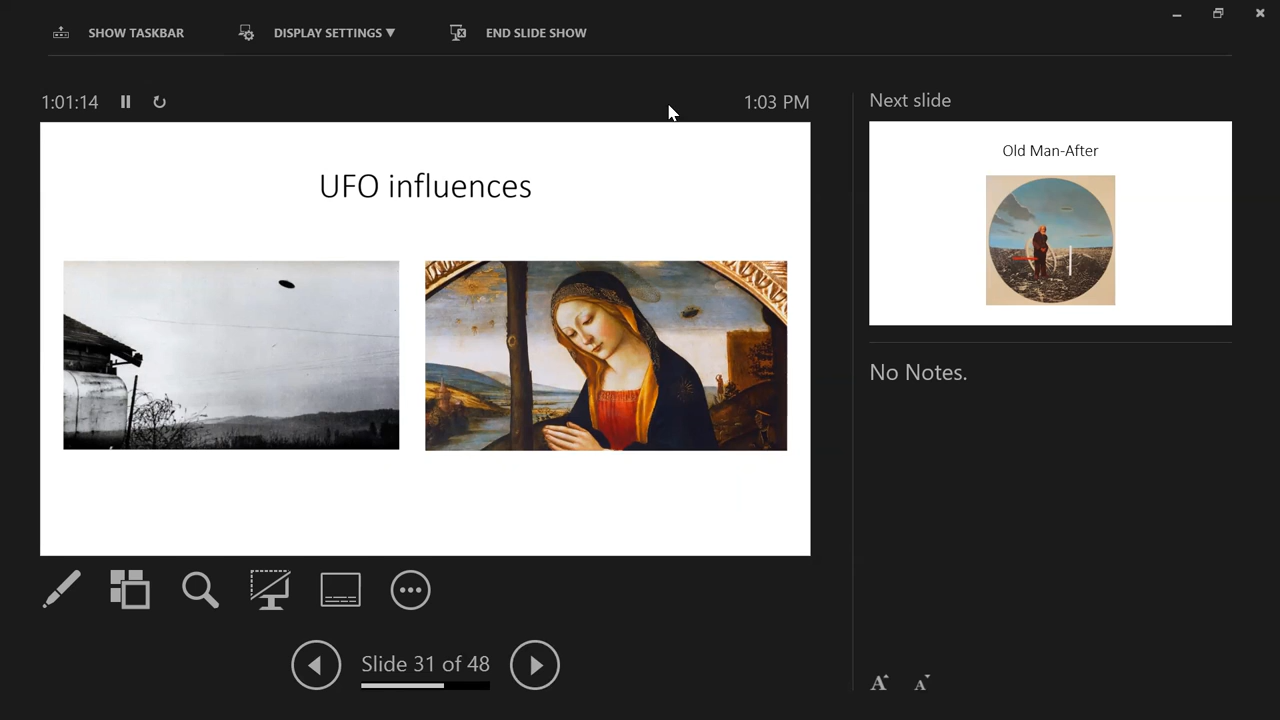 SHOW TASKBAR
DISPLAY SETTINGS ▼
END SLIDE SHOW
1:01:14
1:03 PM
UFO influences
Next slide
Old Man-After
No Notes.
Slide 31 of 48
A A